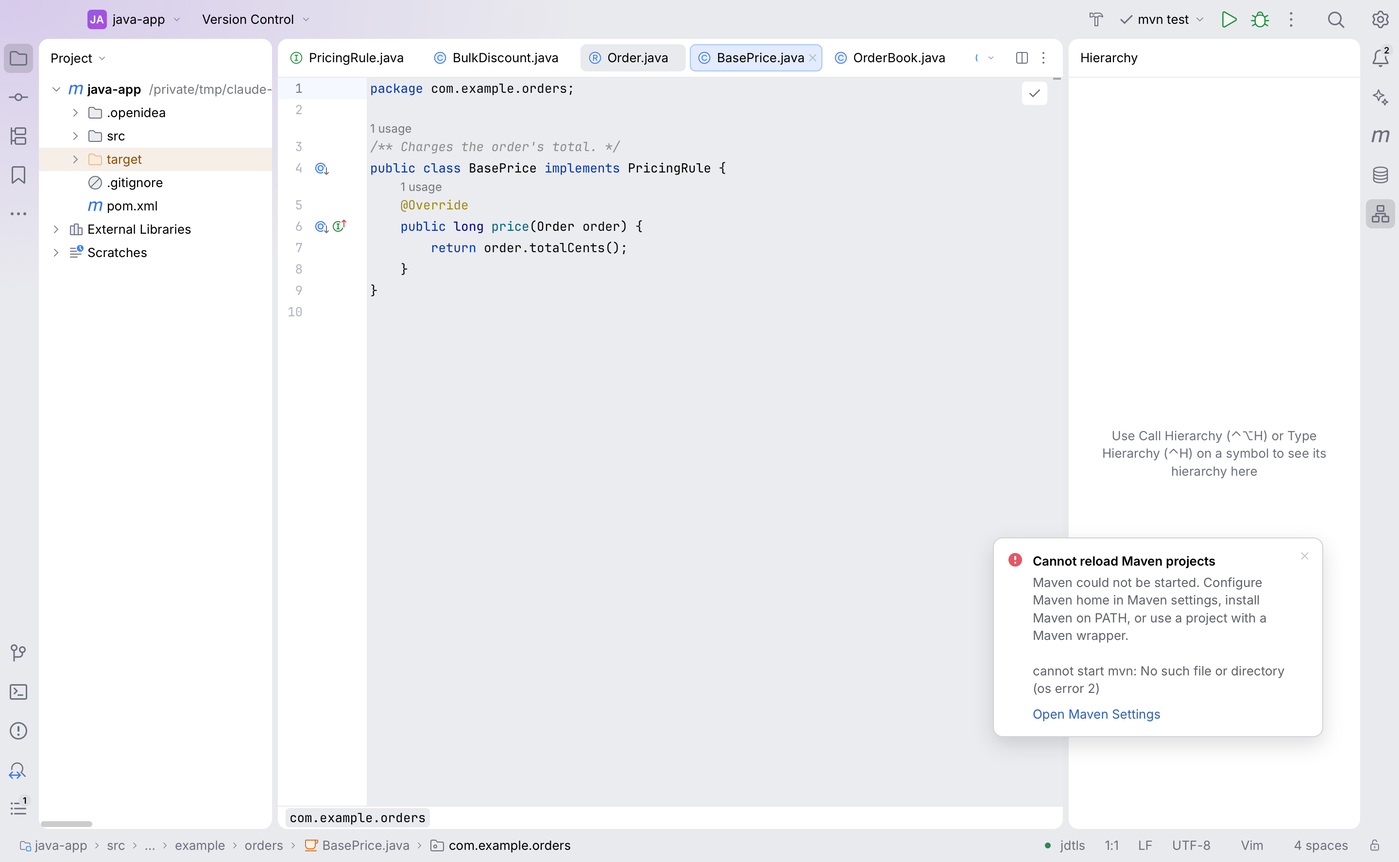 JA java-app
Version Control
mvn test
Project
PricingRule.java
BulkDiscount.java
Order.java
BasePrice.java
OrderBook.java
Hierarchy
2
java-app /private/tmp/claude-
.openidea
src
target
.gitignore
pom.xml
External Libraries
Scratches
1 package com.example.orders;
2
1 usage
3 /** Charges the order's total. */
4 public class BasePrice implements PricingRule {
1 usage
5 @Override
6 public long price(Order order) {
7 return order.totalCents();
8 }
9 }
10
Use Call Hierarchy (^⌥H) or Type
Hierarchy (^H) on a symbol to see its
hierarchy here
Cannot reload Maven projects
Maven could not be started. Configure
Maven home in Maven settings, install
Maven on PATH, or use a project with a
Maven wrapper.
cannot start mvn: No such file or directory
(os error 2)
Open Maven Settings
1
com.example.orders
java-app > src > ... > example > orders > BasePrice.java > com.example.orders
jdtls 1:1 LF UTF-8 Vim 4 spaces